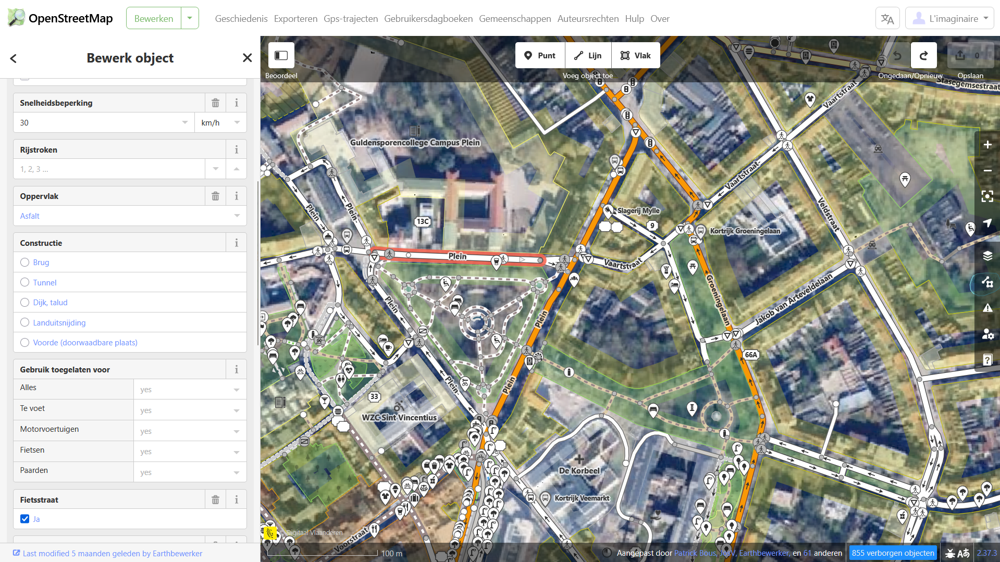 OpenStreetMap
Bewerken
Geschiedenis Exporteren Gps-trajecten Gebruikersdagboeken Gemeenschappen Auteursrechten Hulp Over
L'imaginaire
Bewerk object
Beoordeel
Punt
Lijn
Vlak
Voeg object toe
0
Ongedaan/Opnieuw
Opslaan
Snelheidsbeperking
30
km/h
Rijstroken
1, 2, 3 ...
Oppervlak
Asfalt
Constructie
Brug
Tunnel
Dijk, talud
Landuitsnijding
Voorde (doorwaadbare plaats)
Gebruik toegelaten voor
Alles
yes
Te voet
yes
Motorvoertuigen
yes
Fietsen
yes
Paarden
yes
Fietsstraat
Ja
Last modified 5 maanden geleden by Earthbewerker
Stasegemsestraat
Vaartstraat
Guldensporencollege Campus Plein
Vaartstraat
Slagerij Mylle
Plein
Plein
13C
9
Veldstraat
Kortrijk Groeningelaan
Plein
Vaartstraat
Groeningelaan
Jakob van Arteveldelaan
Plein
Plein
66A
Plein
Plein
33
WZC Sint Vincentius
De Korbeel
Kortrijk Veemarkt
Voorstraat
© Digitaal Vlaanderen
100 m
Aangepast door Patrick Bous, JosV, Earthbewerker, en 61 anderen
855 verborgen objecten
2.37.3